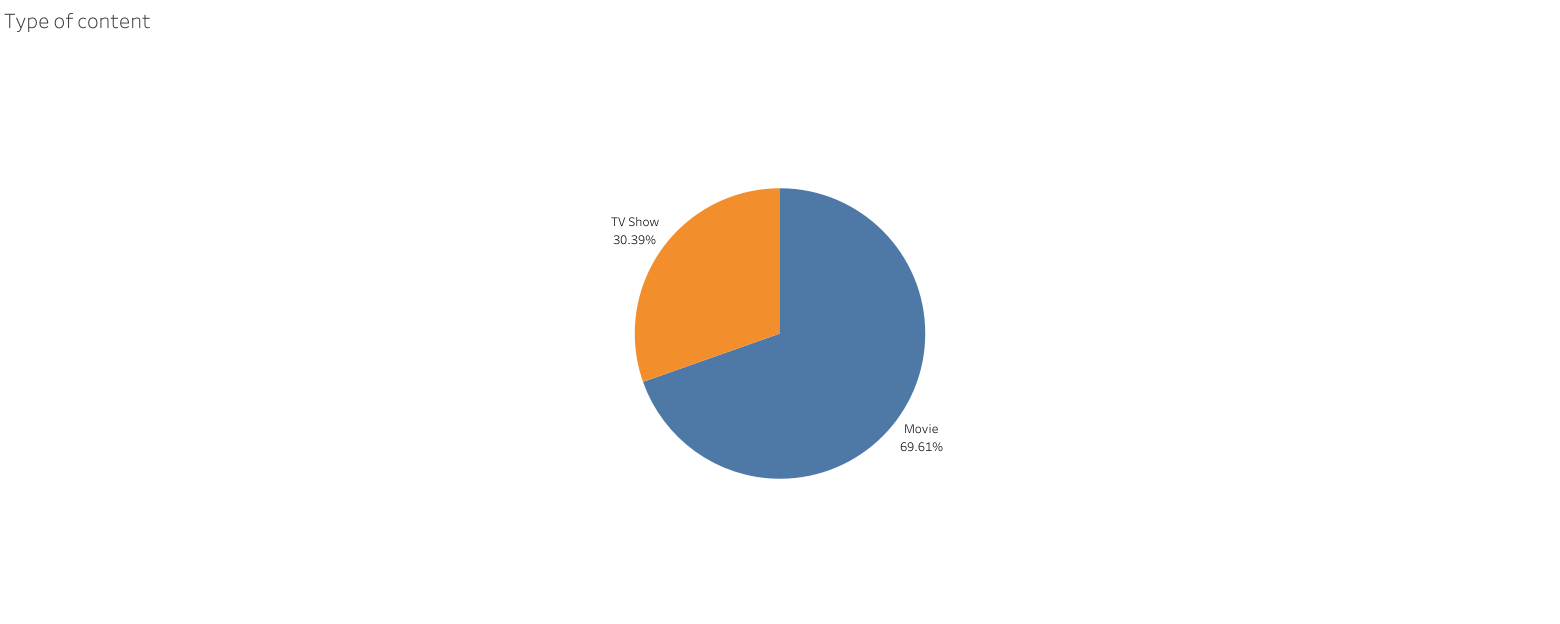 Type of content
TV Show
30.39%
Movie
69.61%